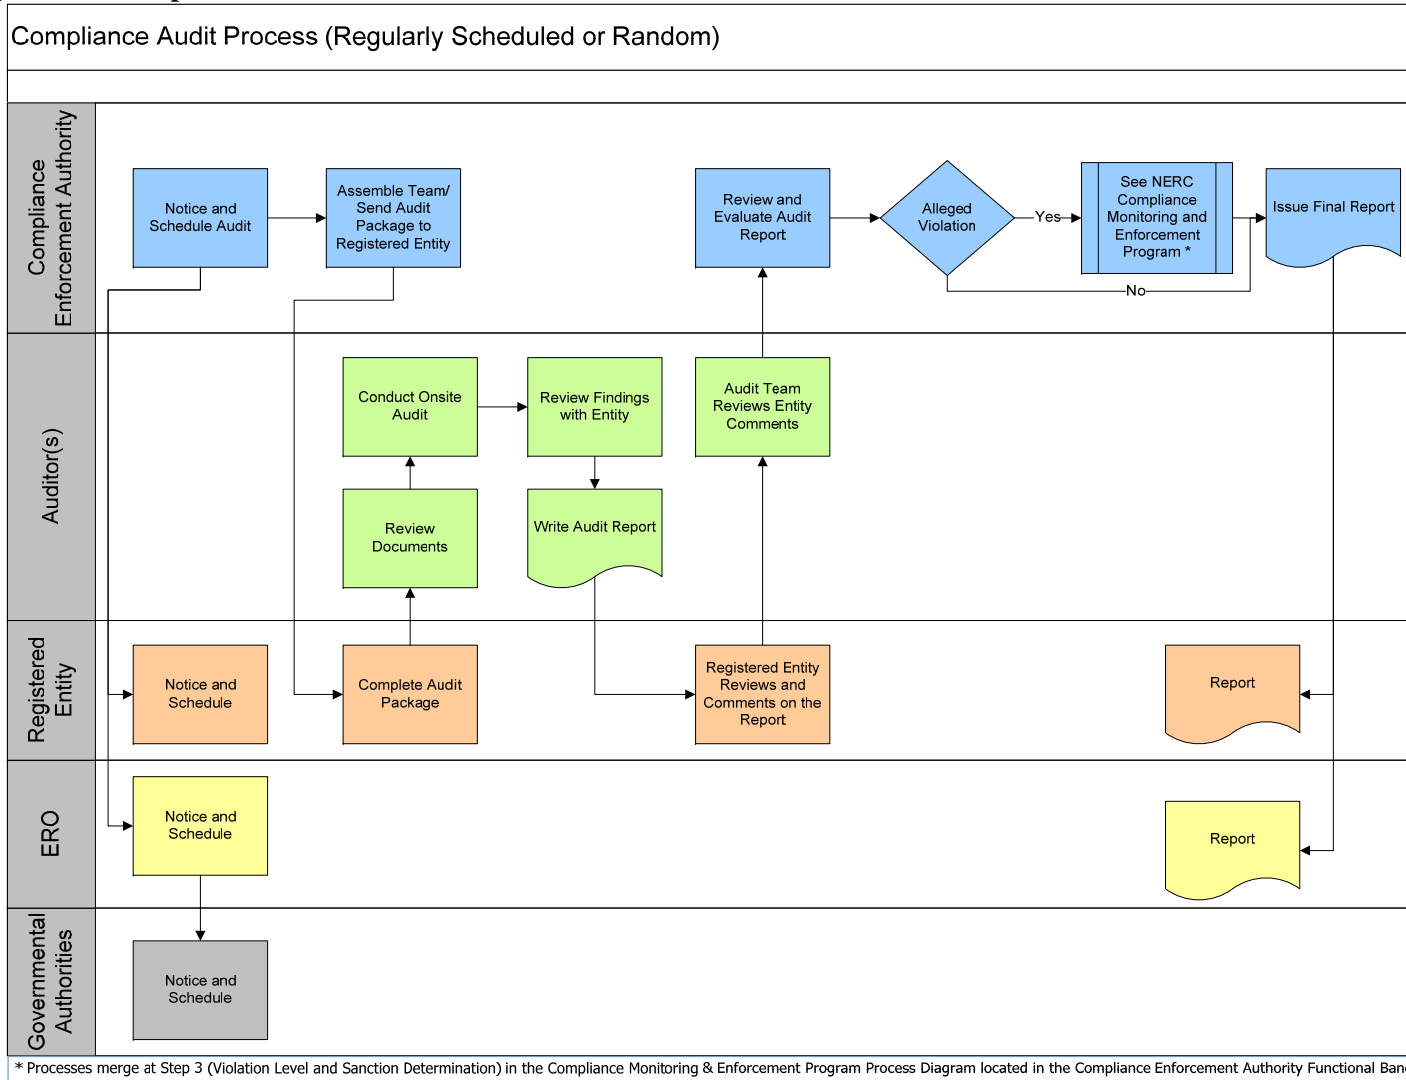 Compliance Audit Process (Regularly Scheduled or Random)
Compliance
Enforcement Authority
Notice and
Schedule Audit
Assemble Team/
Send Audit
Package to
Registered Entity
Review and
Evaluate Audit
Report
Alleged
Violation
Yes
No
See NERC
Compliance
Monitoring and
Enforcement
Program *
Issue Final Report
Auditor(s)
Conduct Onsite
Audit
Review Findings
with Entity
Audit Team
Reviews Entity
Comments
Review
Documents
Write Audit Report
Registered
Entity
Notice and
Schedule
Complete Audit
Package
Registered Entity
Reviews and
Comments on the
Report
Report
ERO
Notice and
Schedule
Report
Governmental
Authorities
Notice and
Schedule
* Processes merge at Step 3 (Violation Level and Sanction Determination) in the Compliance Monitoring & Enforcement Program Process Diagram located in the Compliance Enforcement Authority Functional Ban